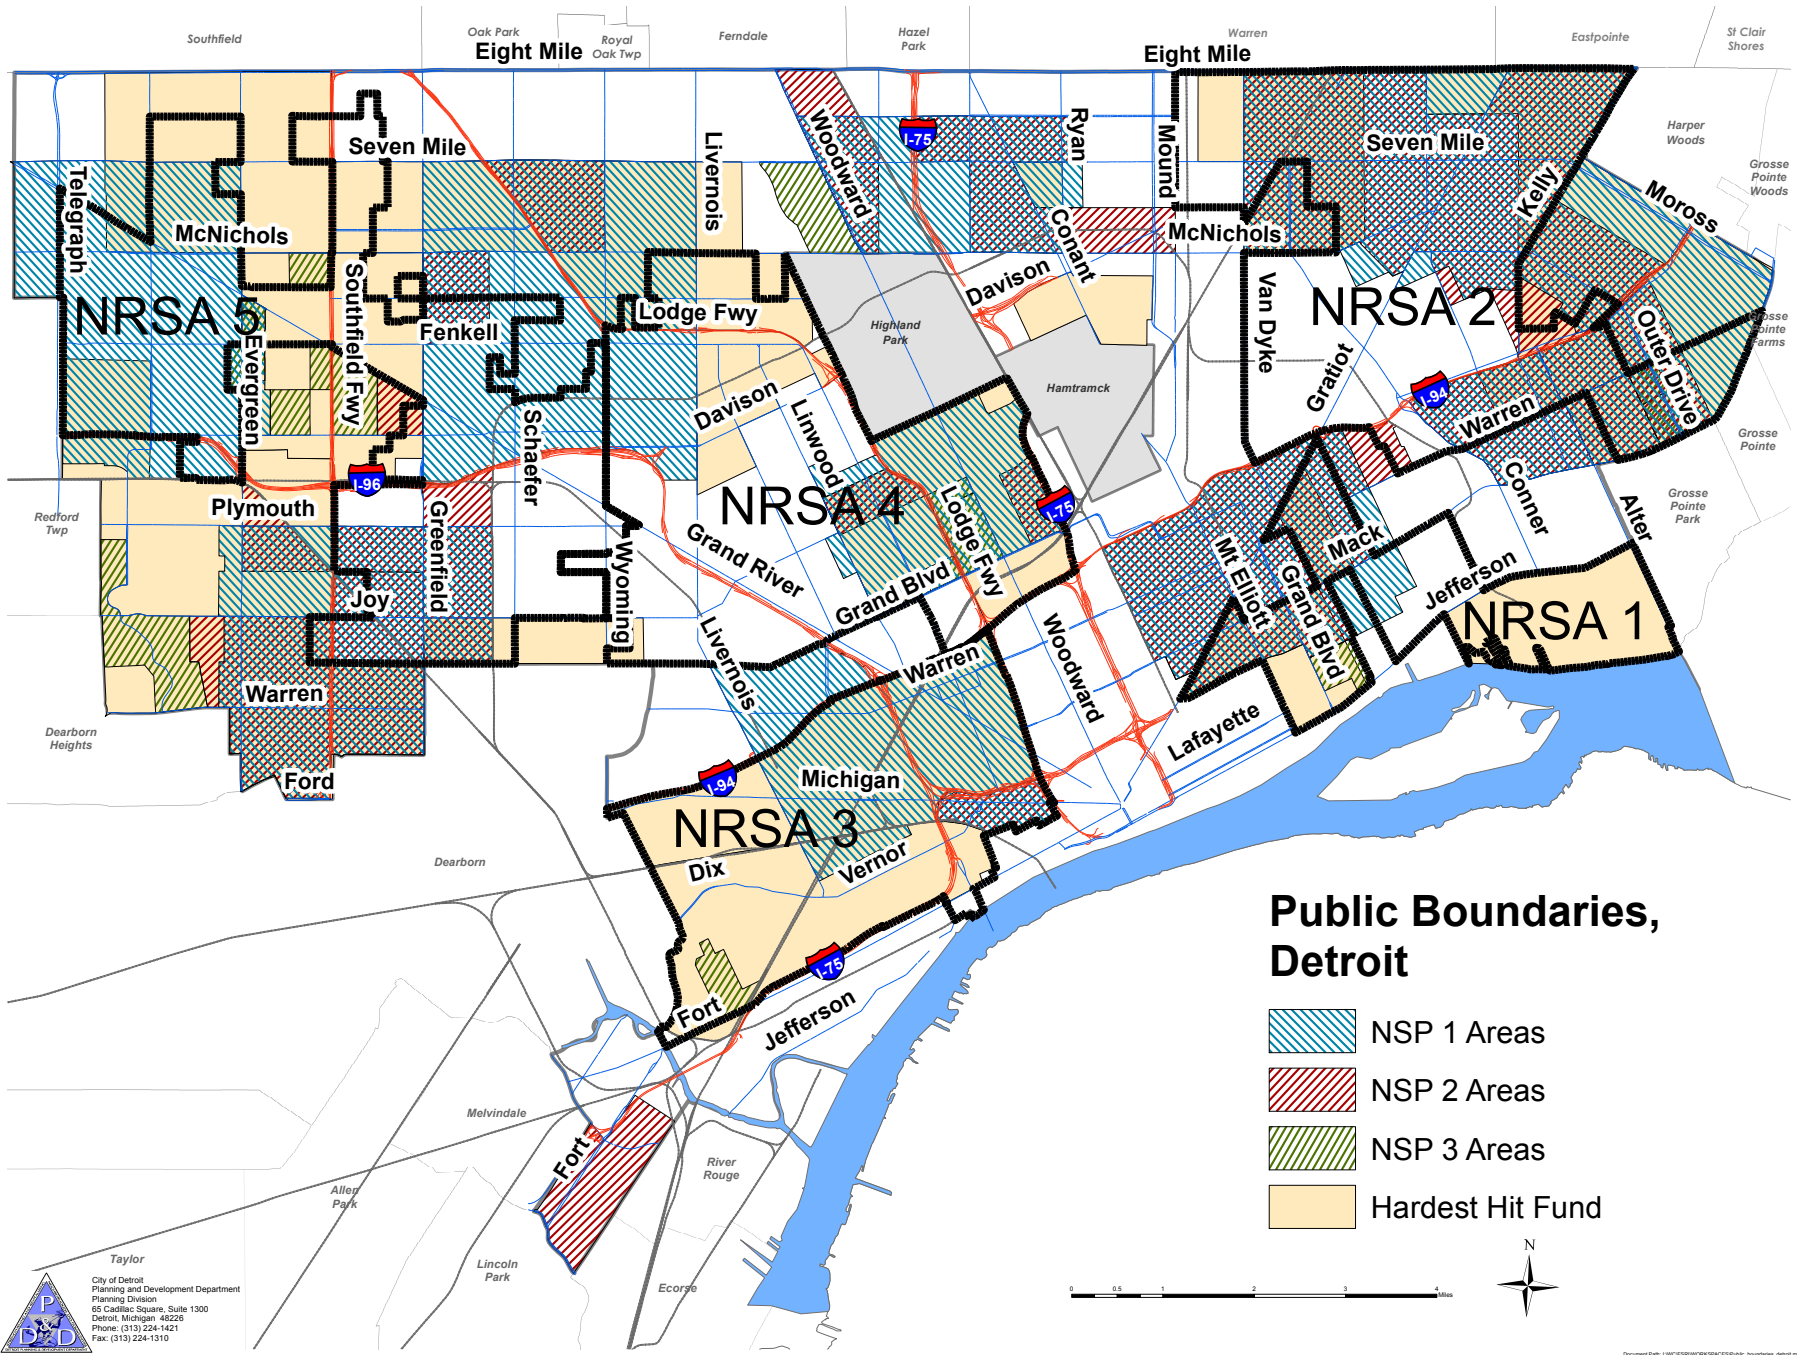 Southfield
Oak Park
Royal
Oak Twp
Ferndale
Hazel
Park
Warren
Eastpointe
St Clair
Shores
Eight Mile
Eight Mile
Seven Mile
Livernois
Woodward
I-75
Ryan
Mound
Seven Mile
Harper
Woods
Grosse
Pointe
Woods
Telegraph
McNichols
Southfield Fwy
Conant
McNichols
Kelly
Moross
NRSA 5
Evergreen
Fenkell
Lodge Fwy
Highland
Park
Davison
Van Dyke
NRSA 2
Gratiot
Outer Drive
Grosse
Pointe
Farms
Hamtramck
Davison
Linwood
Schaefer
I-94
Warren
Grosse
Pointe
I-96
Plymouth
Greenfield
NRSA 4
Lodge Fwy
I-75
Conner
Alter
Grosse
Pointe
Park
Redford
Twp
Grand River
Wyoming
Grand Blvd
Mt Elliott
Mack
Grand Blvd
Jefferson
Joy
NRSA 1
Livernois
Warren
Woodward
Warren
Lafayette
Dearborn
Heights
Ford
I-94
Michigan
NRSA 3
Dix
Vernor
Dearborn
I-75
Fort
Jefferson
Public Boundaries,
Detroit
NSP 1 Areas
NSP 2 Areas
NSP 3 Areas
Hardest Hit Fund
Melvindale
Fort
River
Rouge
Allen
Park
Lincoln
Park
Ecorse
Taylor
N
0 0.5 1 2 3 4
Miles
P
D & D
City of Detroit
Planning and Development Department
Planning Division
65 Cadillac Square, Suite 1300
Detroit, Michigan 48226
Phone: (313) 224-1421
Fax: (313) 224-1310